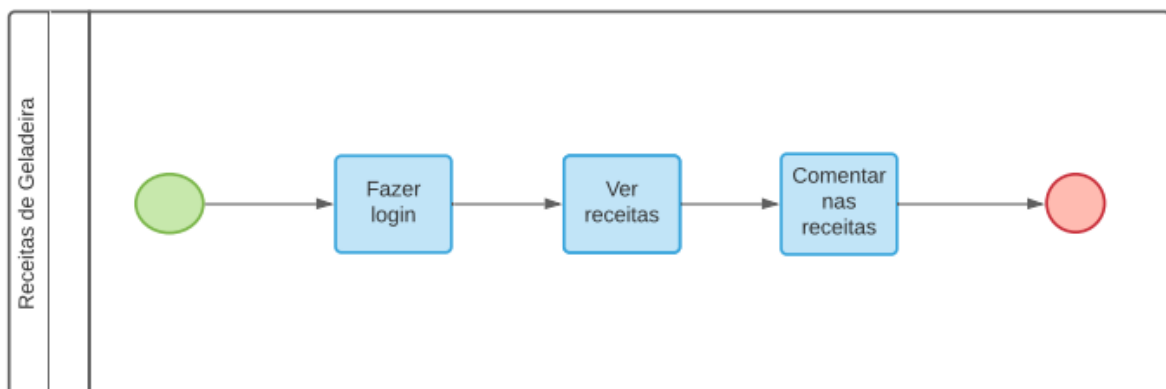 Receitas de Geladeira
Fazer
login
Ver
receitas
Comentar
nas
receitas